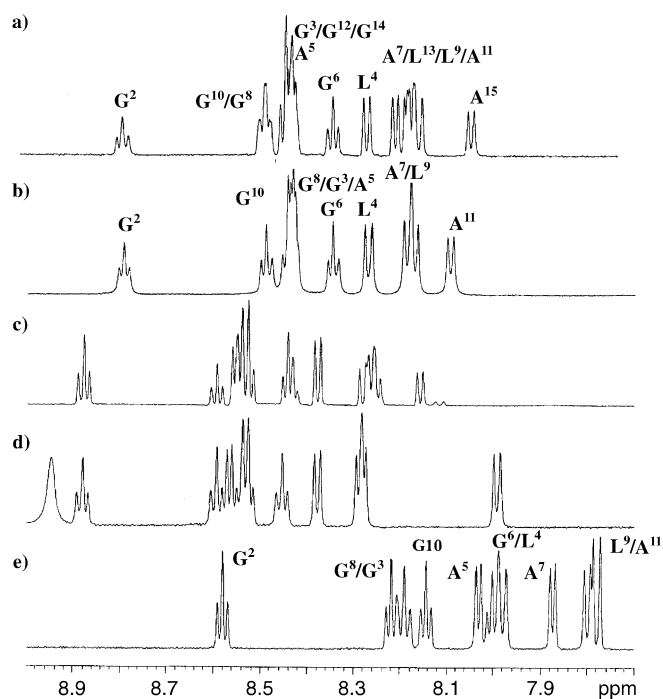 a)
G³/G¹²/G¹⁴
A⁵
A⁷/L¹³/L⁹/A¹¹
G²
G¹⁰/G⁸
G⁶
L⁴
A¹⁵
b)
G²
G¹⁰
G⁸/G³/A⁵
G⁶
L⁴
A⁷/L⁹
A¹¹
c)
d)
e)
G²
G⁸/G³
G10
A⁵
G⁶/L⁴
A⁷
L⁹/A¹¹
8.9 8.7 8.5 8.3 8.1 7.9 ppm